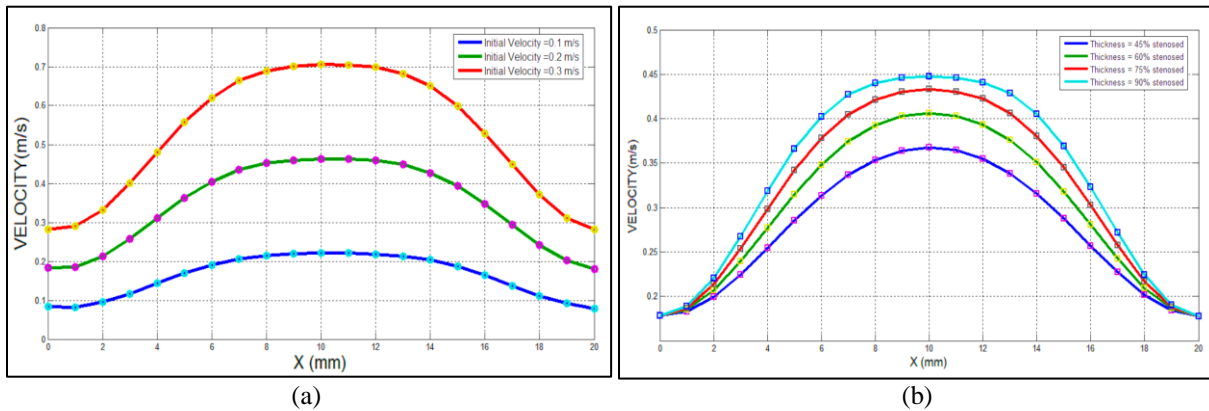 0.8
0.7
0.6
0.5
0.4
0.3
0.2
0.1
0
VELOCITY(m/s)
Initial Velocity =0.1 m/s
Initial Velocity =0.2 m/s
Initial Velocity =0.3 m/s
0 2 4 6 8 10 12 14 16 18 20
X (mm)
(a)
0.5
0.45
0.4
0.35
0.3
0.25
0.2
VELOCITY(m/s)
Thickness = 45% stenosed
Thickness = 60% stenosed
Thickness = 75% stenosed
Thickness = 90% stenosed
0 2 4 6 8 10 12 14 16 18 20
X (mm)
(b)